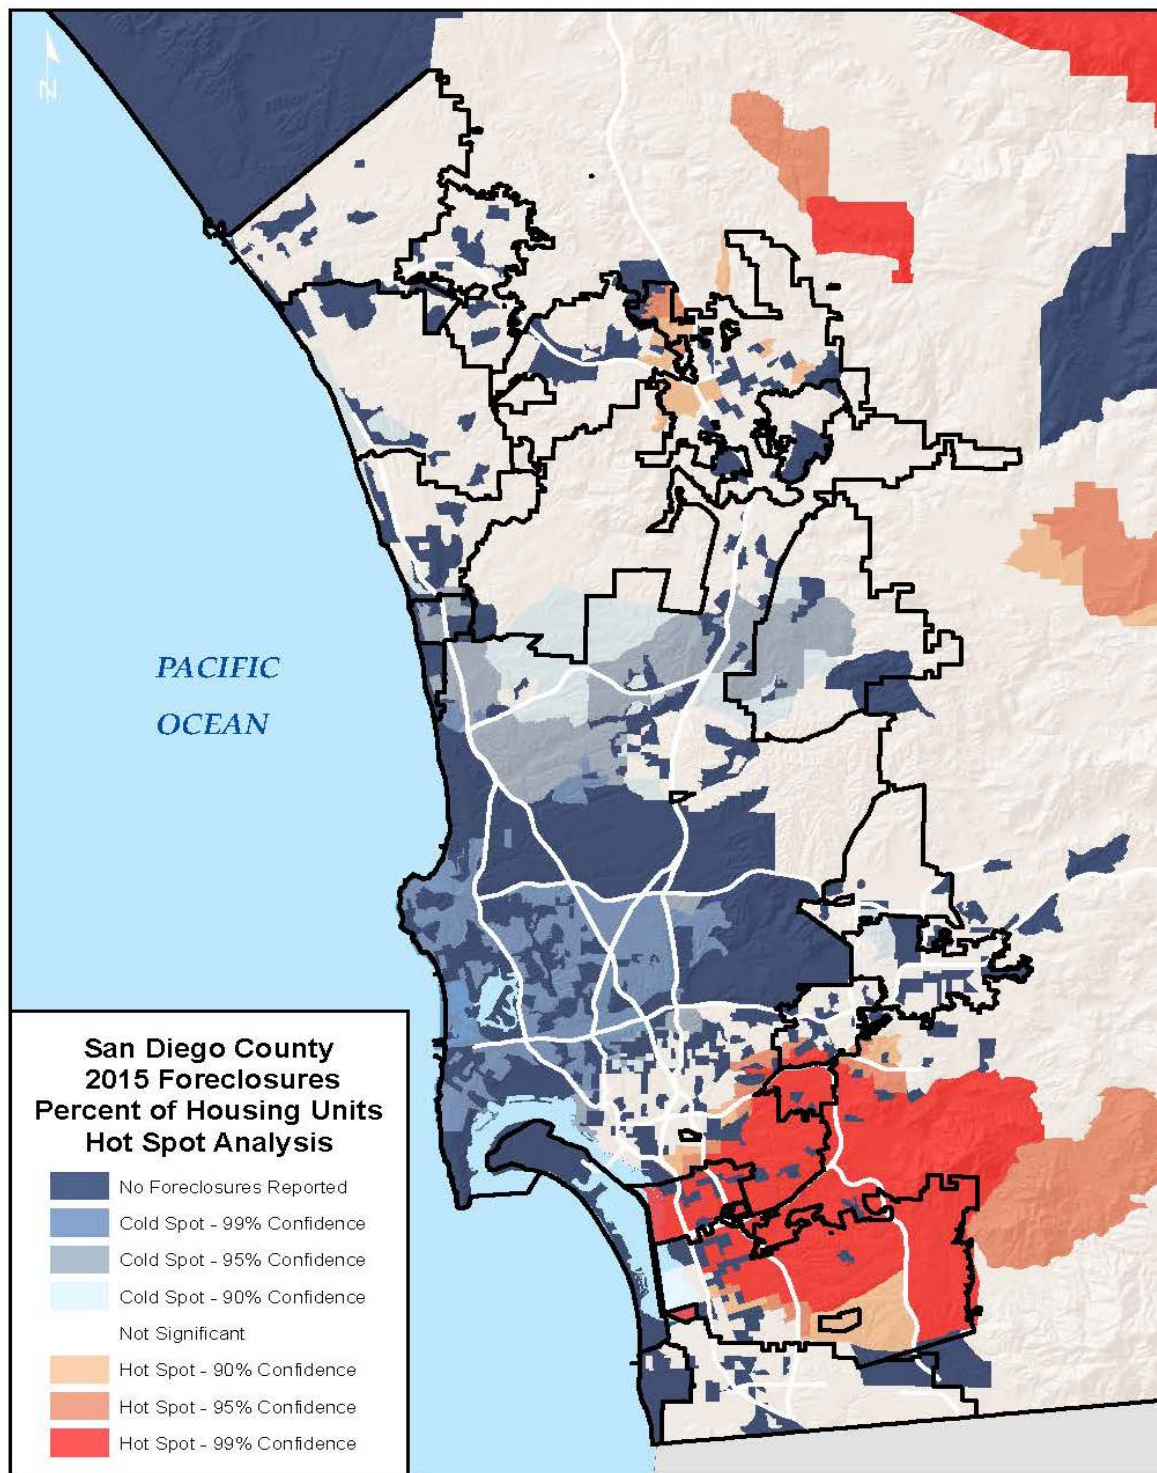 N
PACIFIC
OCEAN
San Diego County
2015 Foreclosures
Percent of Housing Units
Hot Spot Analysis
No Foreclosures Reported
Cold Spot - 99% Confidence
Cold Spot - 95% Confidence
Cold Spot - 90% Confidence
Not Significant
Hot Spot - 90% Confidence
Hot Spot - 95% Confidence
Hot Spot - 99% Confidence